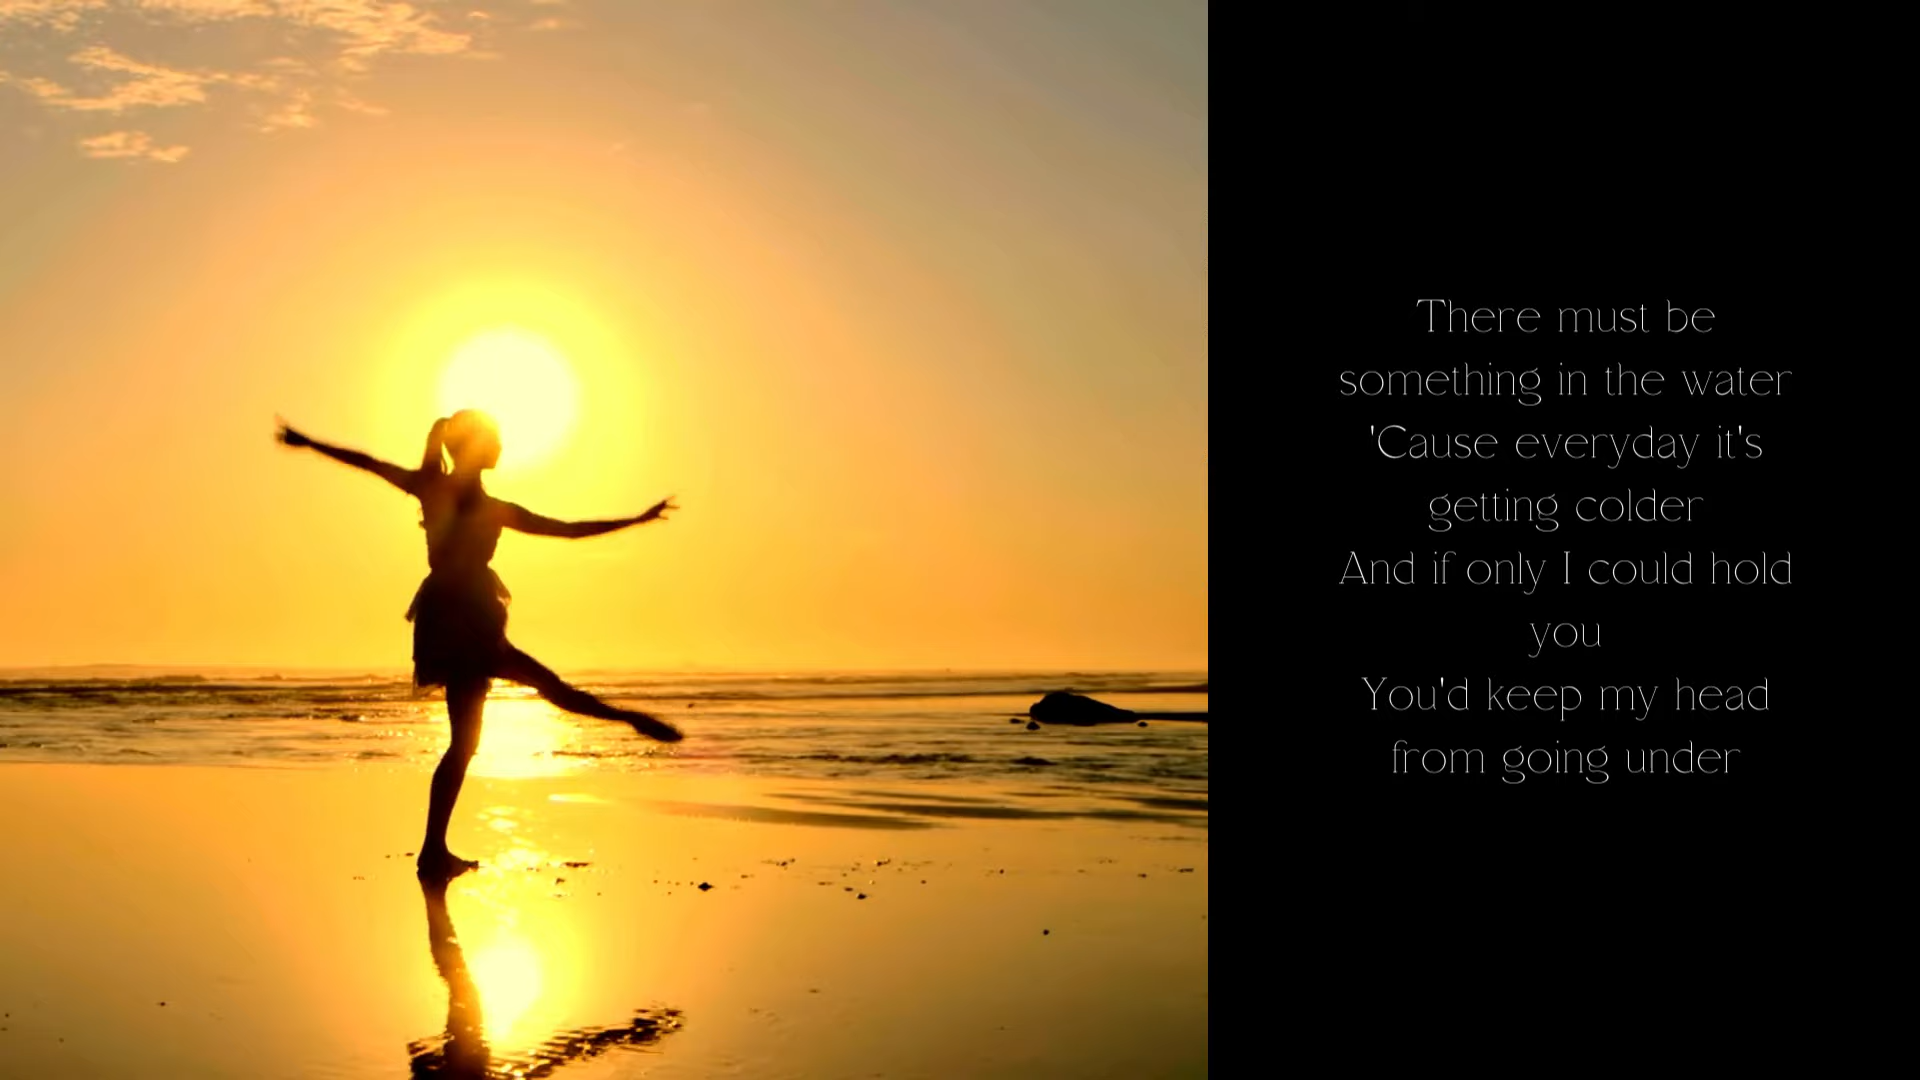 There must be
something in the water
'Cause everyday it's
getting colder
And if only I could hold
you
You'd keep my head
from going under